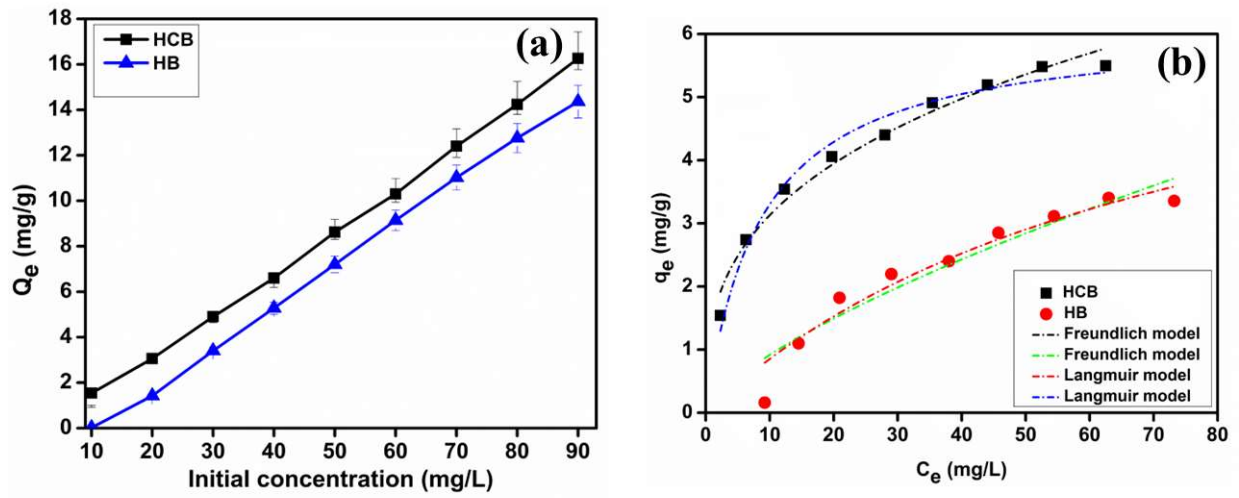 (a)
HCB
HB
18
16
14
12
10
8
6
4
2
0
Qe (mg/g)
10 20 30 40 50 60 70 80 90
Initial concentration (mg/L)
(b)
6
5
4
3
2
1
0
qe (mg/g)
HCB
HB
Freundlich model
Freundlich model
Langmuir model
Langmuir model
0 10 20 30 40 50 60 70 80
Ce (mg/L)